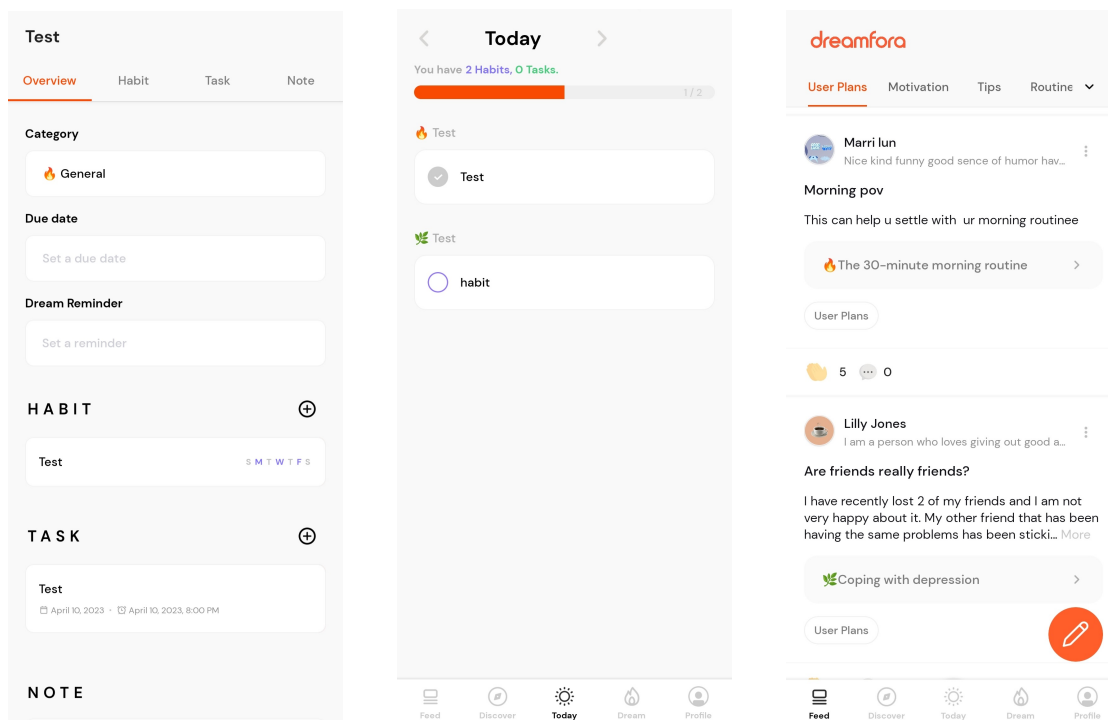 Test
Overview Habit Task Note
Category
General
Due date
Set a due date
Dream Reminder
Set a reminder
HABIT
Test S M T W T F S
TASK
Test
April 10, 2023 • April 10, 2023, 8:00 PM
NOTE
Today
You have 2 Habits, 0 Tasks.
1 / 2
Test
Test
Test
habit
Feed Discover Today Dream Profile
dreamfora
User Plans Motivation Tips Routine
Marri lun
Nice kind funny good sence of humor hav...
Morning pov
This can help u settle with ur morning routinee
The 30-minute morning routine
User Plans
5 0
Lilly Jones
I am a person who loves giving out good a...
Are friends really friends?
I have recently lost 2 of my friends and I am not
very happy about it. My other friend that has been
having the same problems has been sticki... More
Coping with depression
User Plans
Feed Discover Today Dream Profile